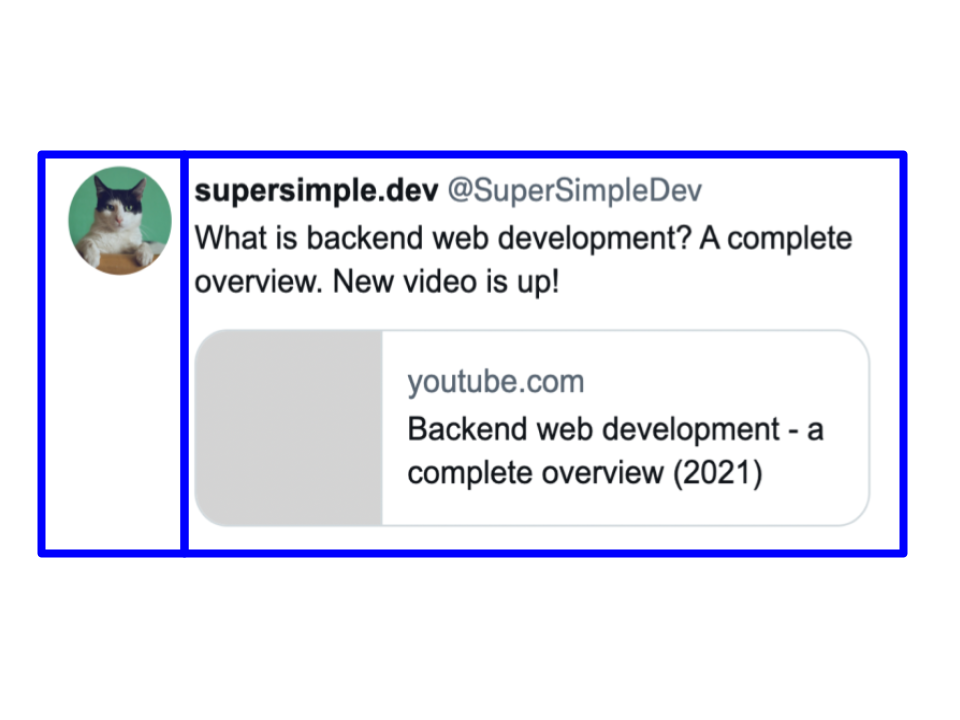 supersimple.dev @SuperSimpleDev
What is backend web development? A complete
overview. New video is up!
youtube.com
Backend web development - a
complete overview (2021)